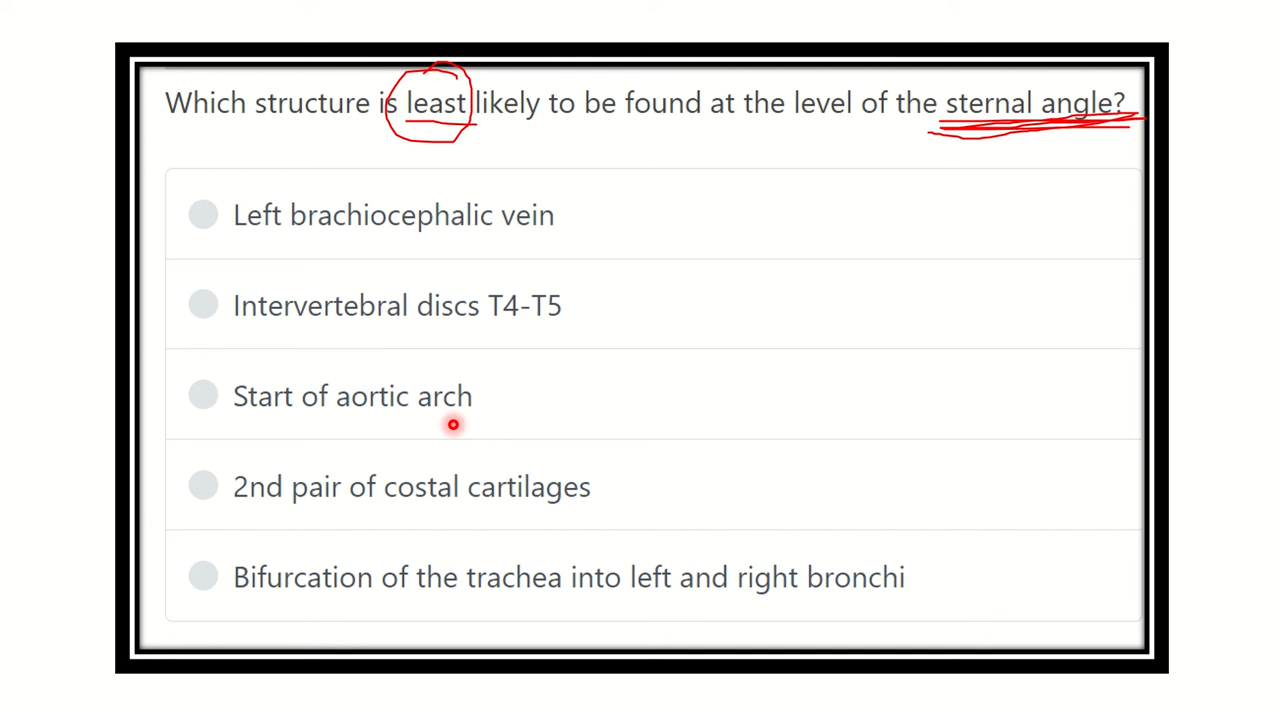 Which structure is least likely to be found at the level of the sternal angle?
Left brachiocephalic vein
Intervertebral discs T4-T5
Start of aortic arch
2nd pair of costal cartilages
Bifurcation of the trachea into left and right bronchi